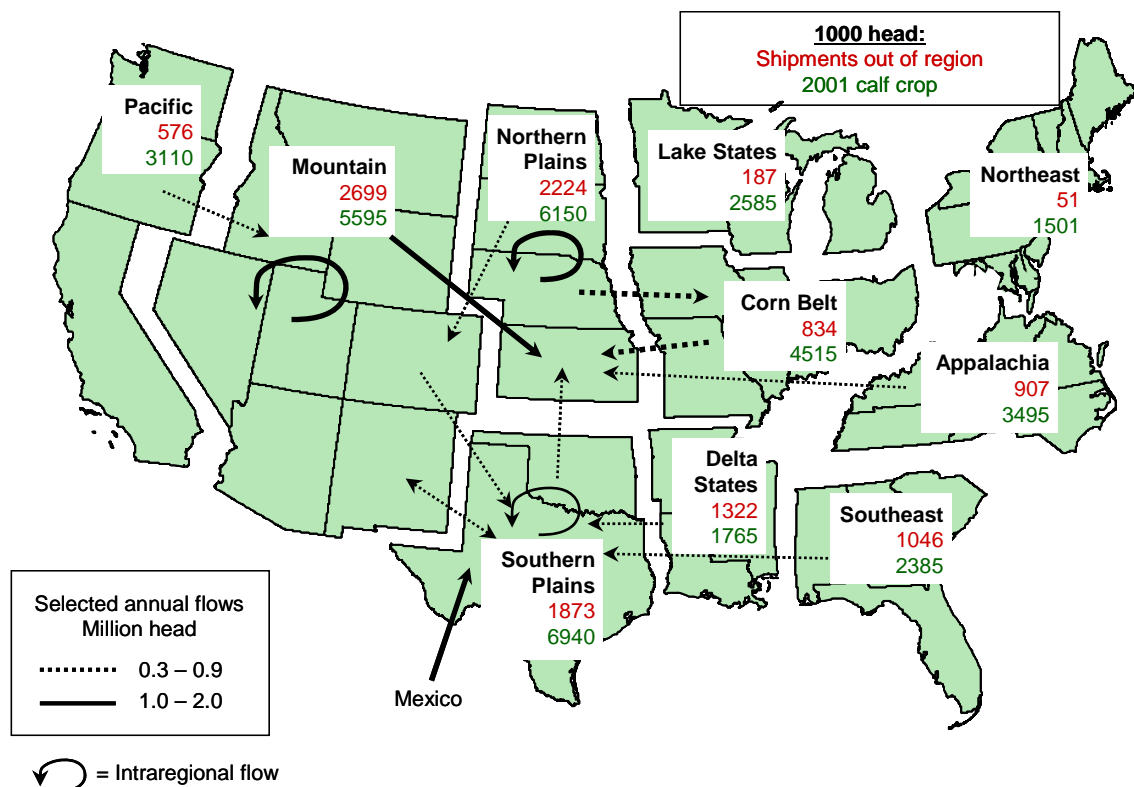 1000 head:
Shipments out of region
2001 calf crop
Pacific
576
3110
Mountain
2699
5595
Northern
Plains
2224
6150
Lake States
187
2585
Northeast
51
1501
Corn Belt
834
4515
Appalachia
907
3495
Delta
States
1322
1765
Southeast
1046
2385
Southern
Plains
1873
6940
Mexico
Selected annual flows
Million head
0.3 – 0.9
1.0 – 2.0
= Intraregional flow